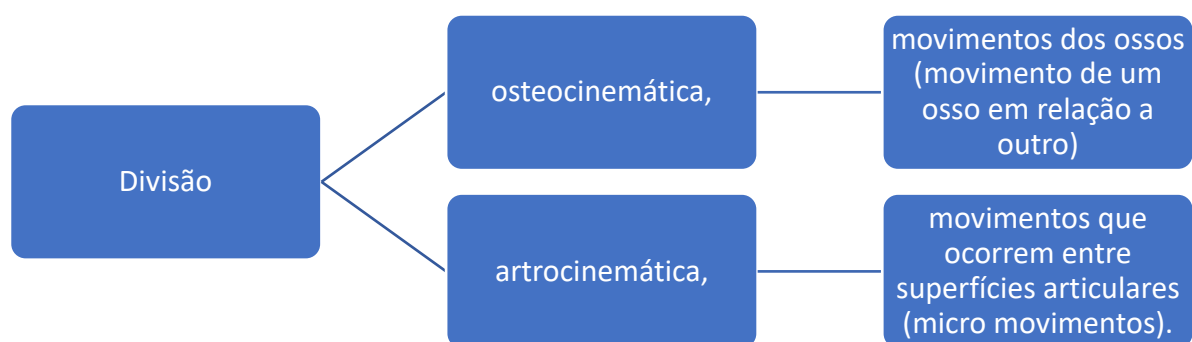 Divisão
osteocinemática,
movimentos dos ossos
(movimento de um
osso em relação a
outro)
artrocinemática,
movimentos que
ocorrem entre
superfícies articulares
(micro movimentos).